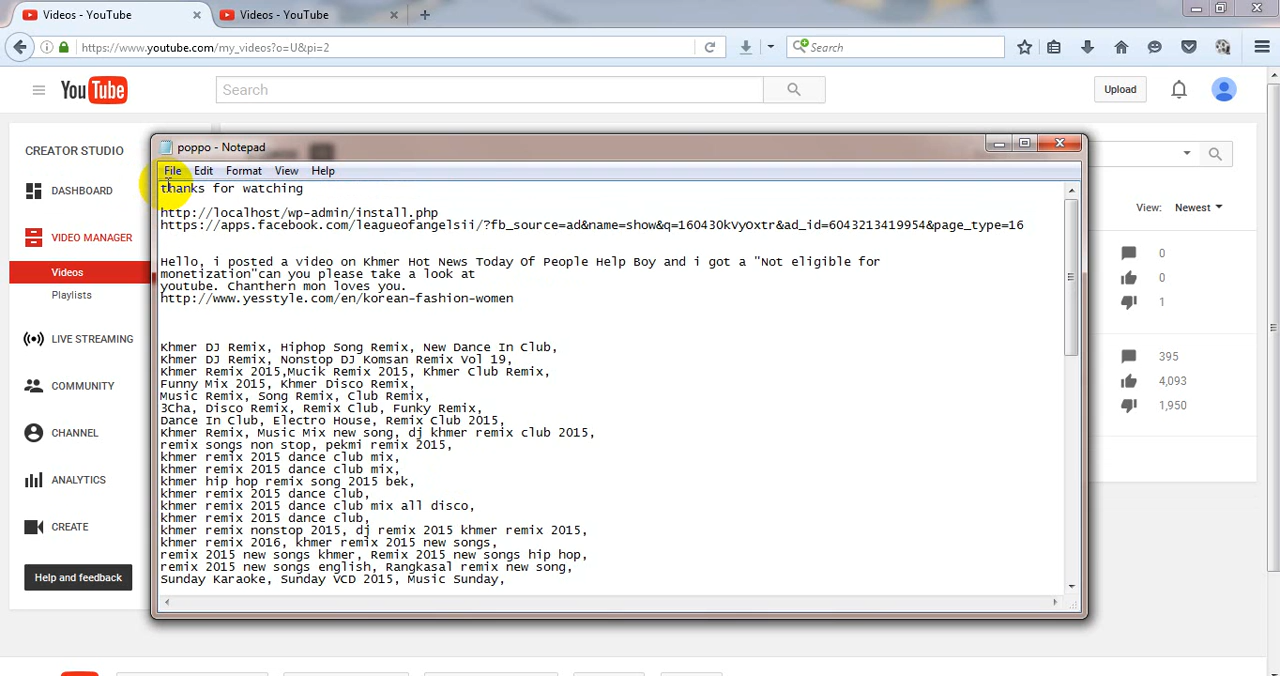 Videos - YouTube
Videos - YouTube
https://www.youtube.com/my_videos?o=U&pi=2
Search
YouTube
Search
Upload
CREATOR STUDIO
DASHBOARD
VIDEO MANAGER
Videos
Playlists
LIVE STREAMING
COMMUNITY
CHANNEL
ANALYTICS
CREATE
Help and feedback
View: Newest
0
0
1
395
4,093
1,950
poppo - Notepad
File Edit Format View Help
thanks for watching
http://localhost/wp-admin/install.php
https://apps.facebook.com/leagueofangelsii/?fb_source=ad&name=show&q=160430kVyOxtr&ad_id=6043213419954&page_type=16
Hello, i posted a video on Khmer Hot News Today Of People Help Boy and i got a "Not eligible for
monetization"can you please take a look at
youtube. Chanthern mon loves you.
http://www.yesstyle.com/en/korean-fashion-women
Khmer DJ Remix, Hiphop Song Remix, New Dance In Club,
Khmer DJ Remix, Nonstop DJ Komsan Remix Vol 19,
Khmer Remix 2015,Mucik Remix 2015, Khmer Club Remix,
Funny Mix 2015, Khmer Disco Remix,
Music Remix, Song Remix, Club Remix,
3Cha, Disco Remix, Remix Club, Funky Remix,
Dance In Club, Electro House, Remix Club 2015,
Khmer Remix, Music Mix new song, dj khmer remix club 2015,
remix songs non stop, pekmi remix 2015,
khmer remix 2015 dance club mix,
khmer remix 2015 dance club mix,
khmer hip hop remix song 2015 bek,
khmer remix 2015 dance club,
khmer remix 2015 dance club mix all disco,
khmer remix 2015 dance club,
khmer remix nonstop 2015, dj remix 2015 khmer remix 2015,
khmer remix 2016, khmer remix 2015 new songs,
remix 2015 new songs khmer, Remix 2015 new songs hip hop,
remix 2015 new songs english, Rangkasal remix new song,
Sunday Karaoke, Sunday VCD 2015, Music Sunday,